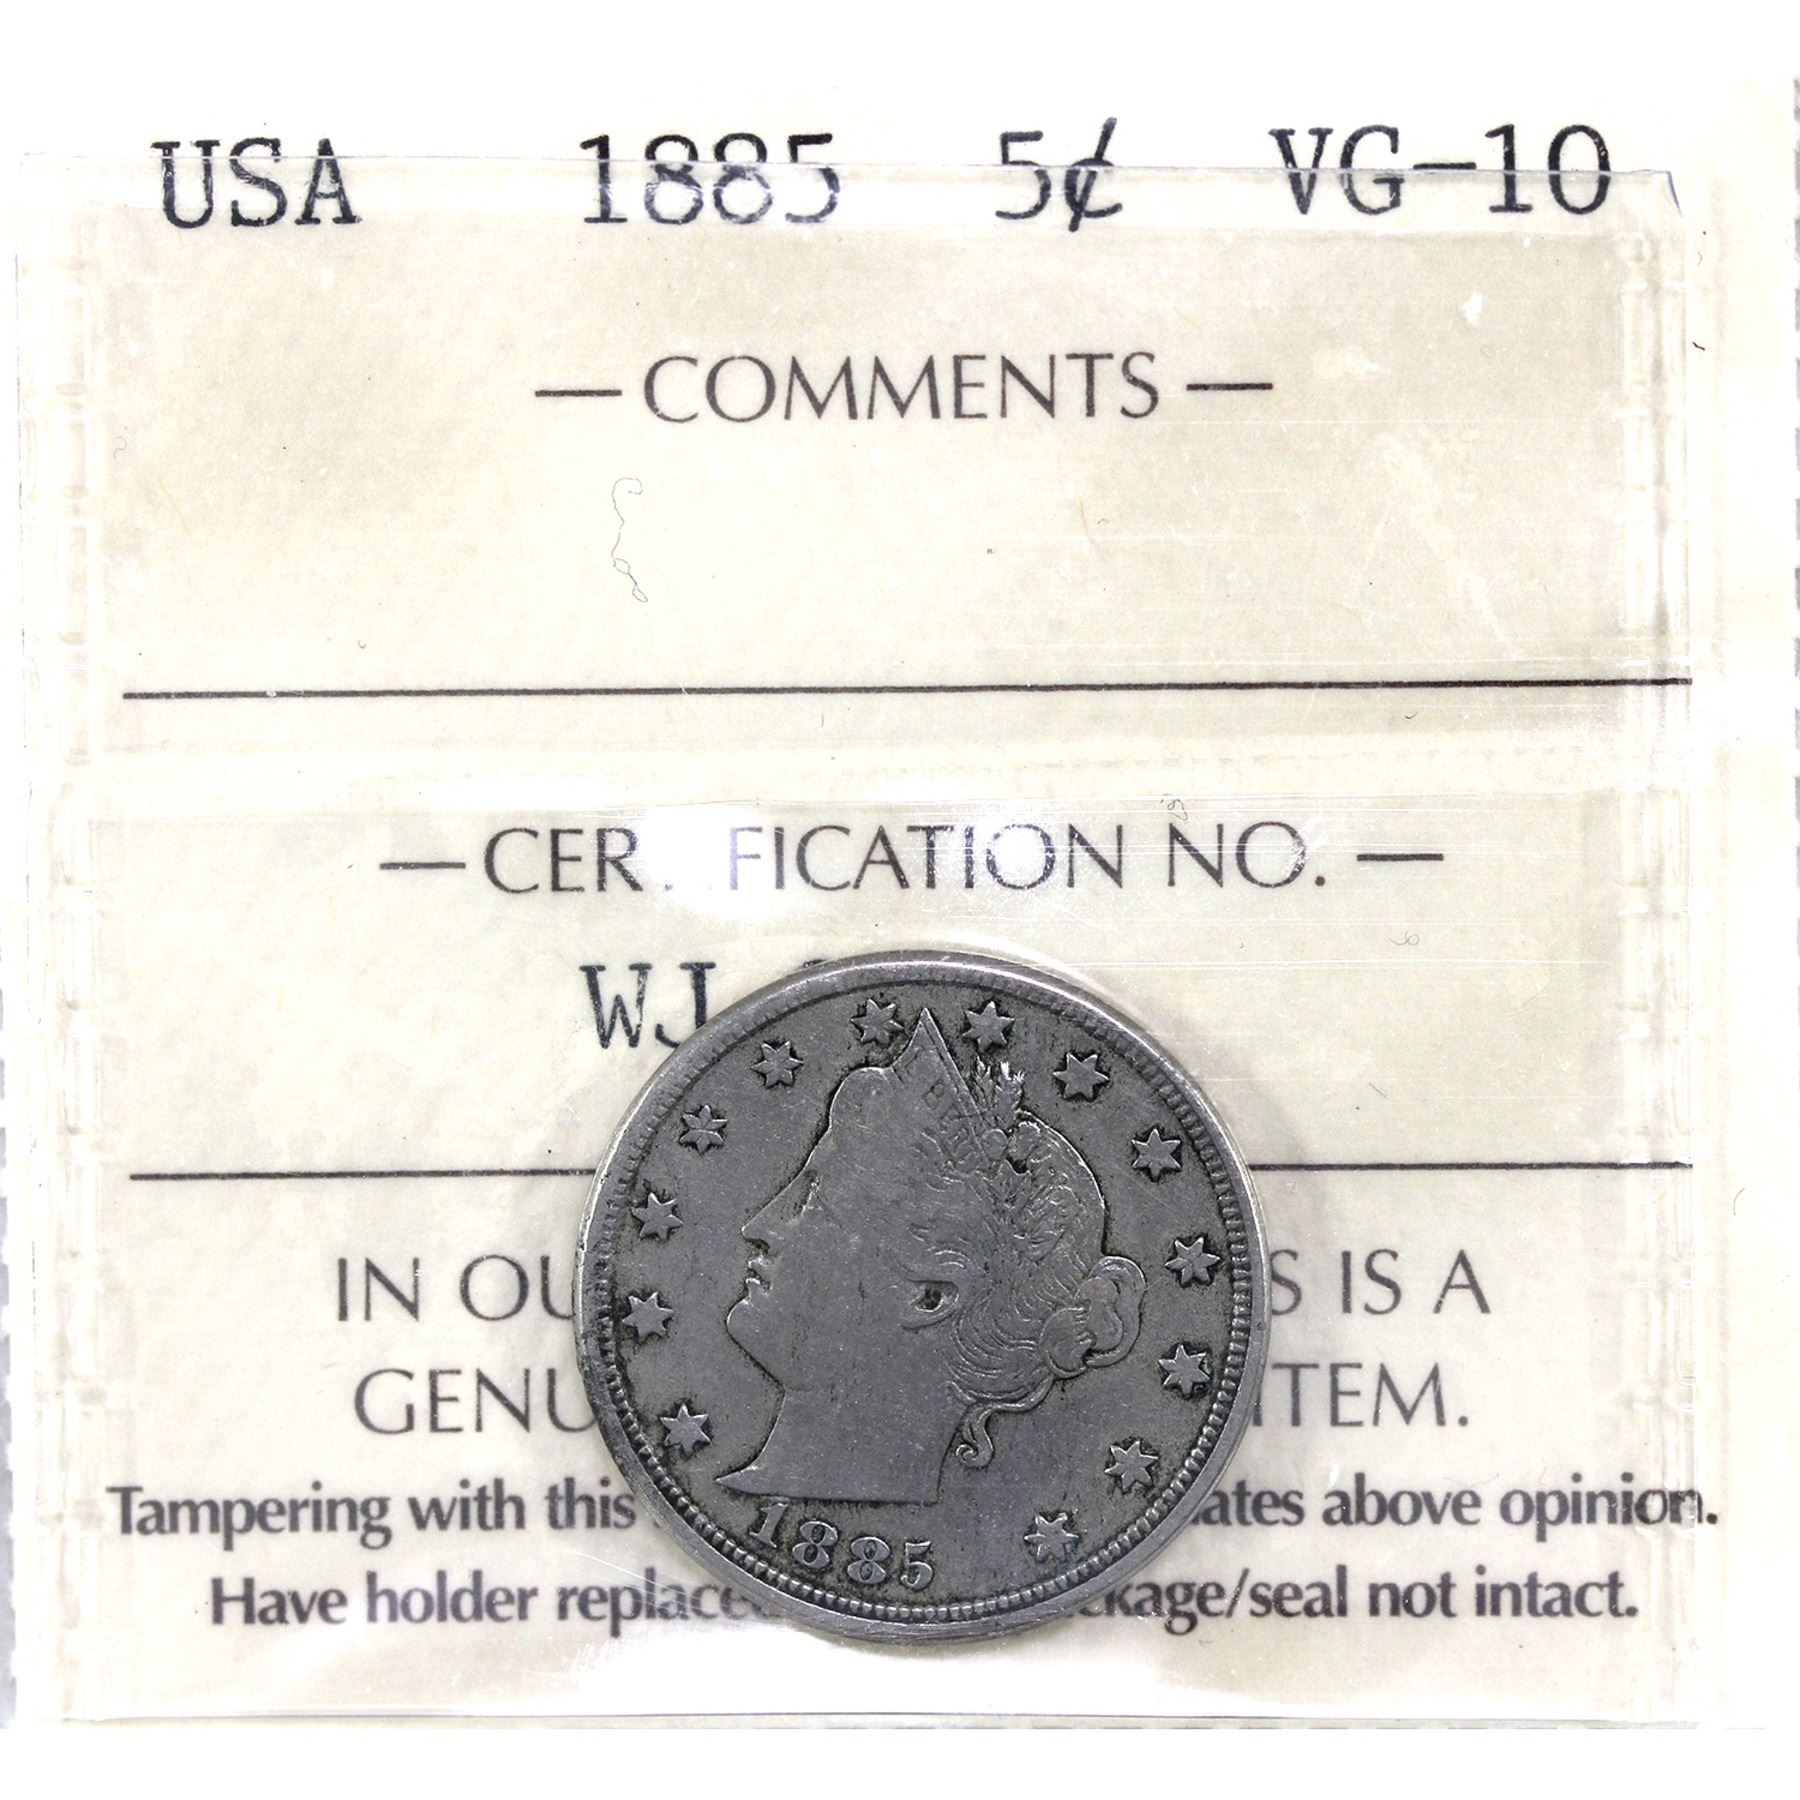 USA 1885 5¢ VG-10
— COMMENTS —
— CER FICATION NO. —
WJ
IN OU S IS A
GENU ITEM.
Tampering with this ates above opinion.
Have holder replace ckage/seal not intact.
1885